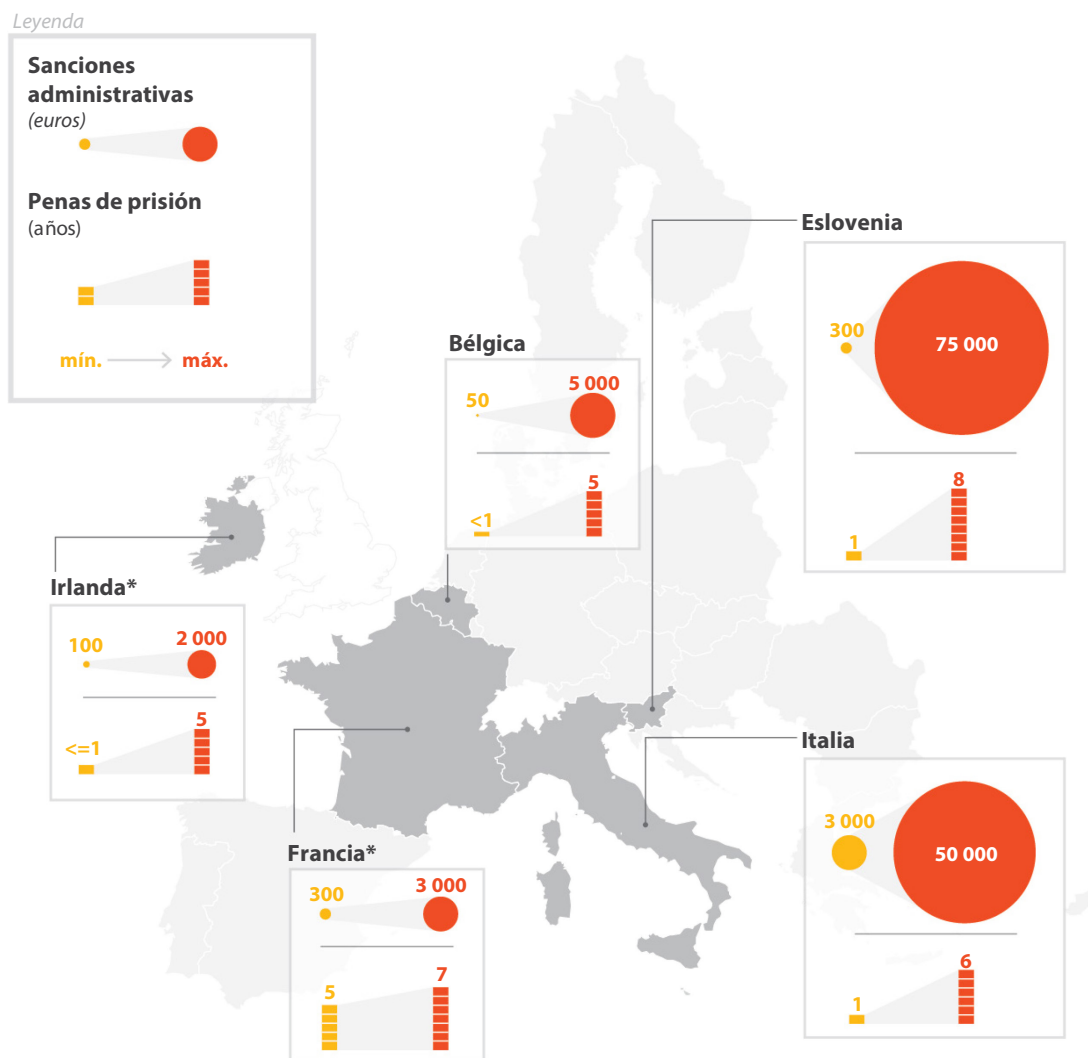 Leyenda
Sanciones
administrativas
(euros)
Penas de prisión
(años)
mín.
máx.
Eslovenia
300
75 000
1
8
Bélgica
50
5 000
<1
5
Irlanda*
100
2 000
<=1
5
Francia*
300
3 000
5
7
Italia
3 000
50 000
1
6